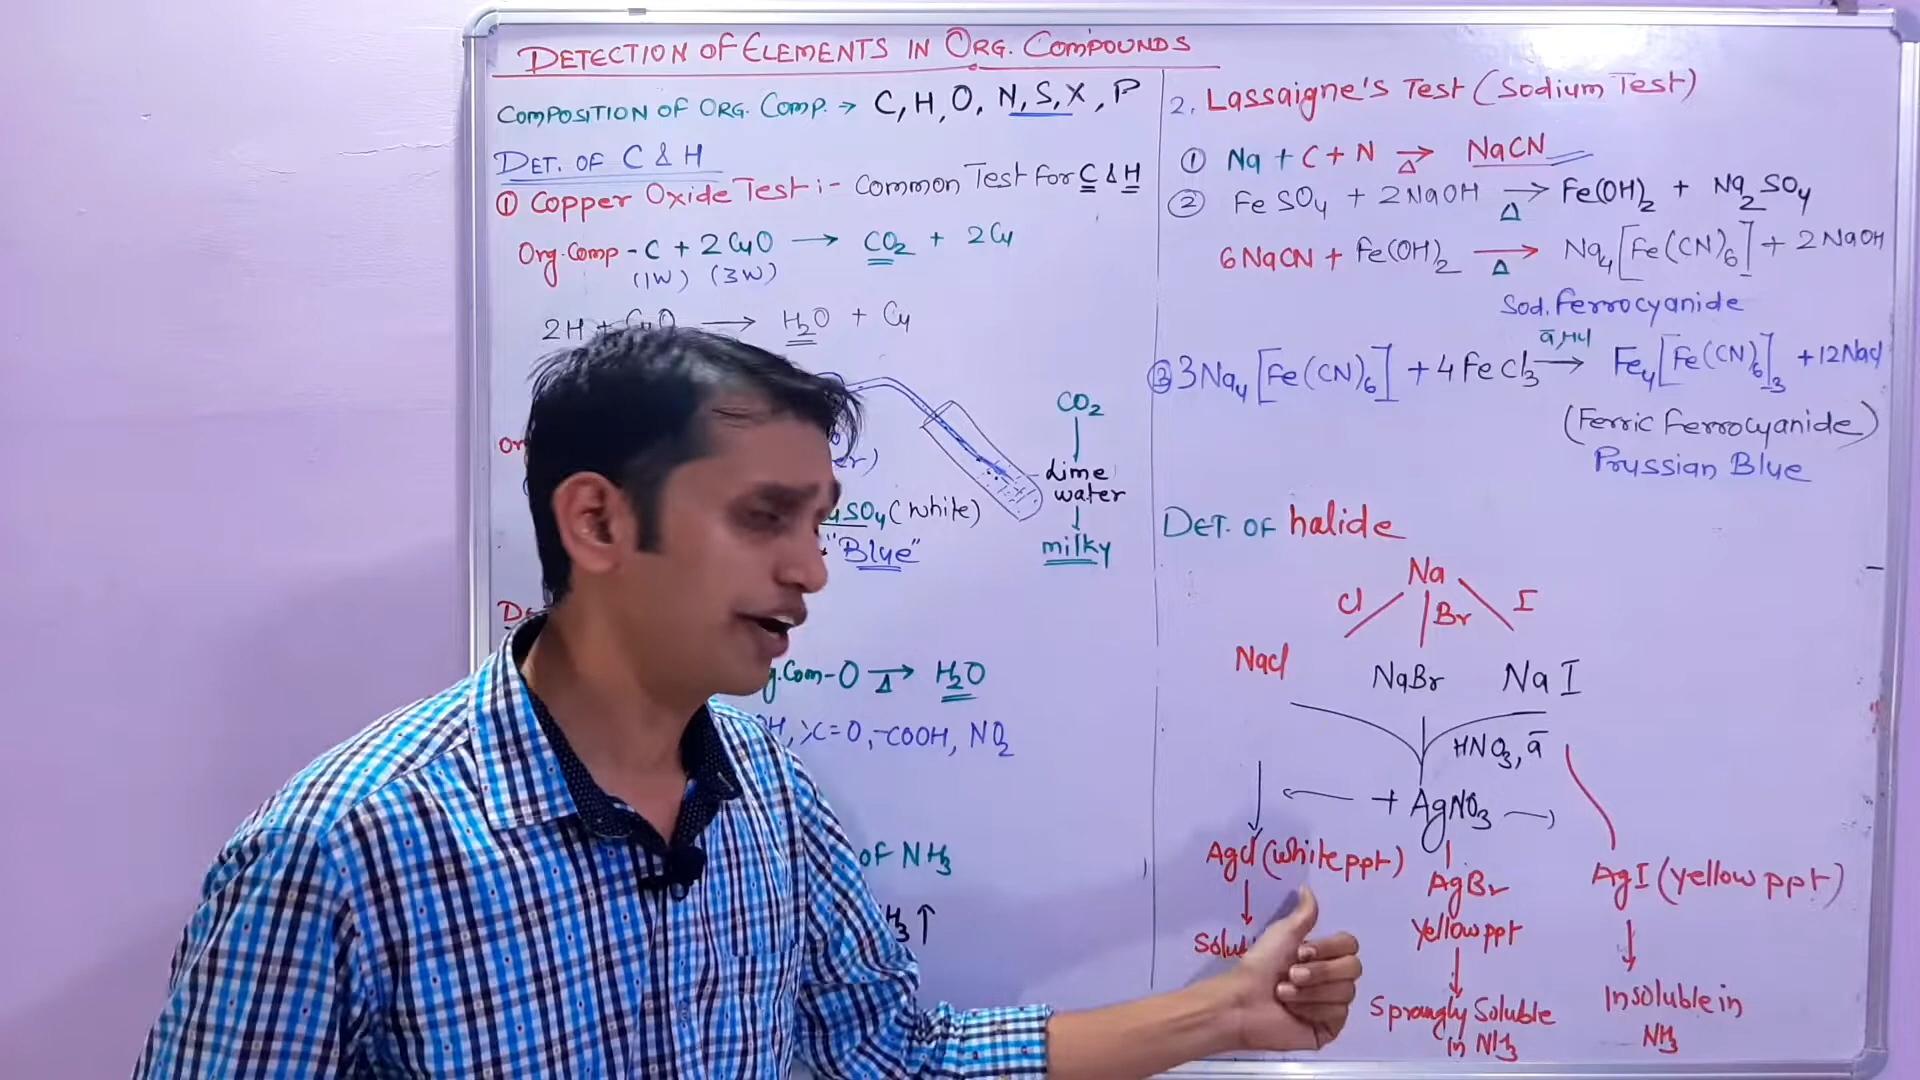 DETECTION OF ELEMENTS IN ORG. COMPOUNDS
COMPOSITION OF ORG. COMP. → C, H, O, N, S, X, P
DET. OF C & H
① Copper Oxide Test :- Common Test for C & H
Org.Comp - C + 2CuO → CO₂ + 2Cu
(1W) (3W)
2H + CuO → H₂O + Cu
CO₂
Lime water
milky
SO₄ (white)
"Blue"
.Com-O →Δ H₂O
H, >C=O, -COOH, NO₂
of NH₃
H₃↑
2. Lassaigne's Test (Sodium Test)
① Na + C + N →Δ NaCN
② FeSO₄ + 2NaOH →Δ Fe(OH)₂ + Na₂SO₄
6NaCN + Fe(OH)₂ →Δ Na₄[Fe(CN)₆] + 2NaOH
Sod. Ferrocyanide
③ 3Na₄[Fe(CN)₆] + 4FeCl₃ → Fe₄[Fe(CN)₆]₃ + 12NaCl
(Ferric Ferrocyanide)
Prussian Blue
DET. OF halide
Na
Cl Br I
NaCl NaBr NaI
HNO₃, a̅
+ AgNO₃
AgCl (white ppt) AgBr AgI (yellow ppt)
Yellow ppt
Solu
Sprangly Soluble Insoluble in
in NH₃ NH₃